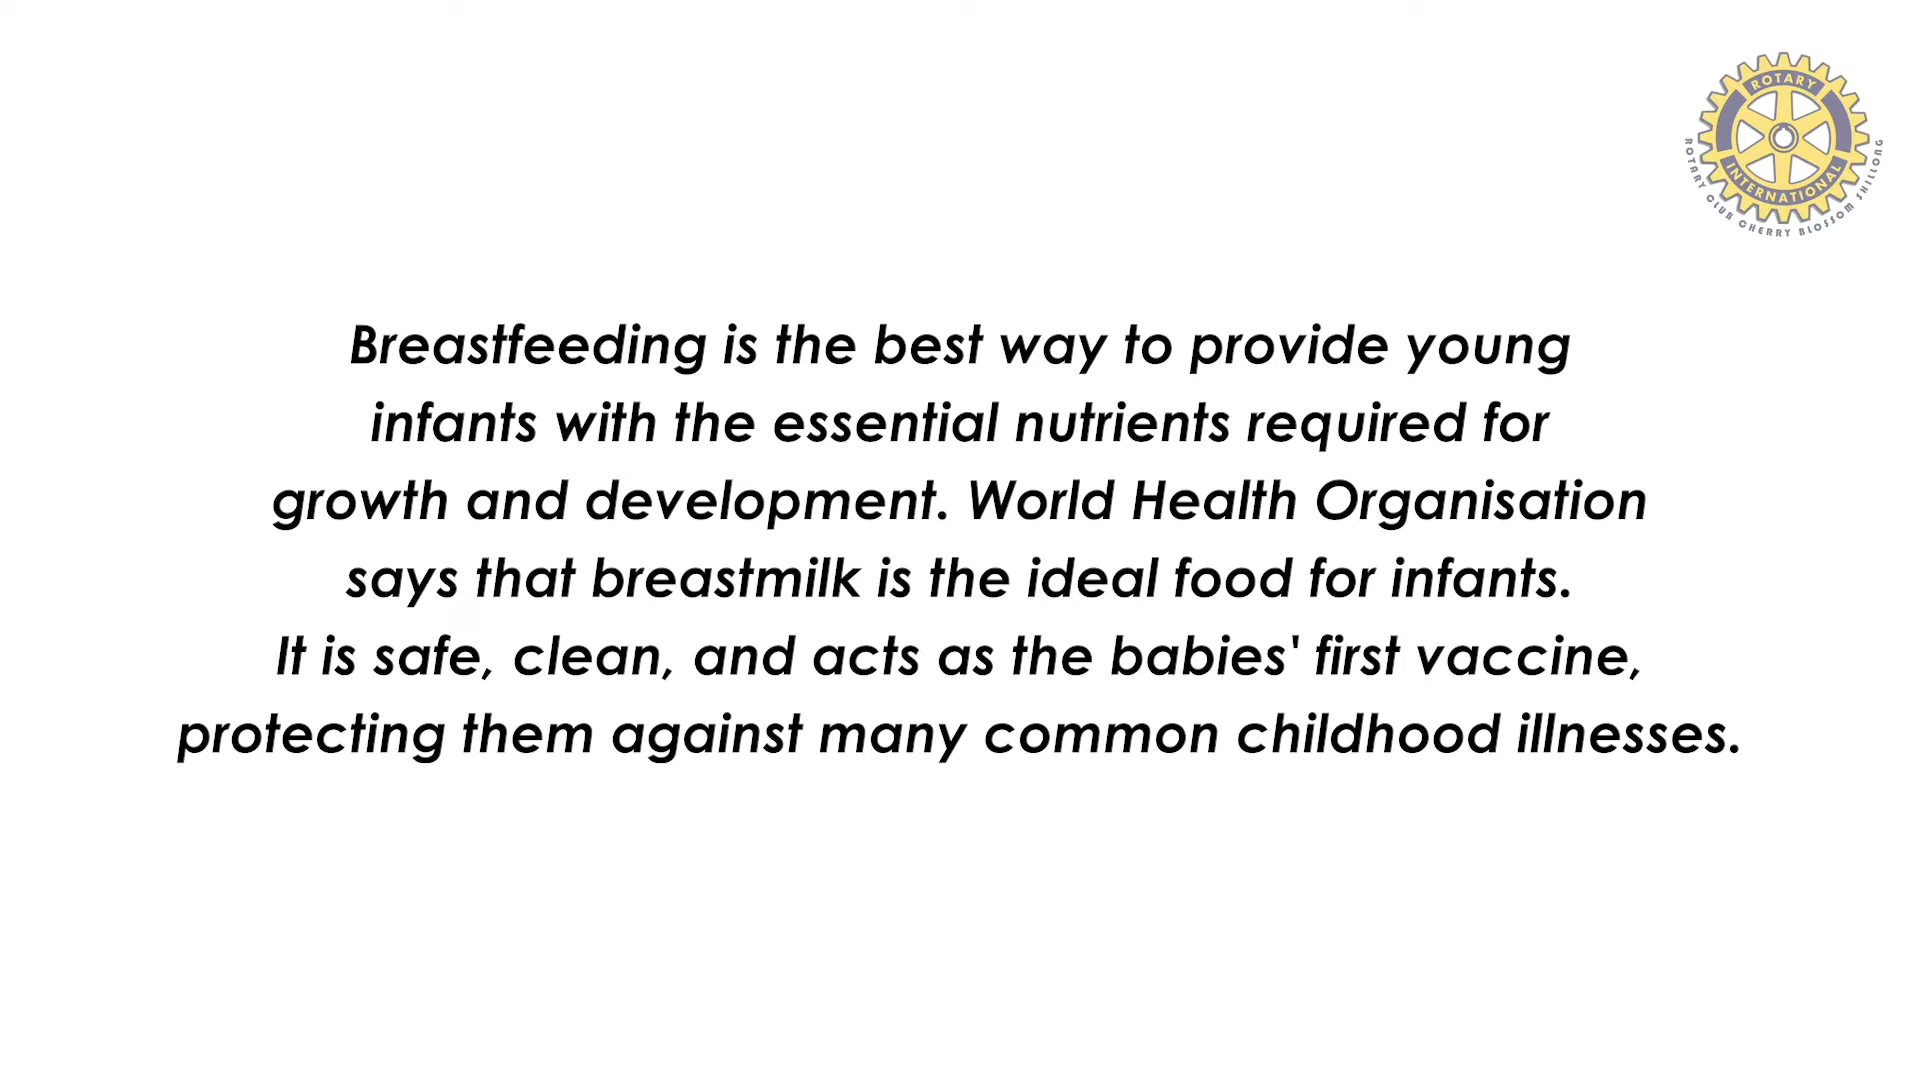 ROTARY
INTERNATIONAL
ROTARY CLUB CHERRY BLOSSOM SHILLONG
Breastfeeding is the best way to provide young
infants with the essential nutrients required for
growth and development. World Health Organisation
says that breastmilk is the ideal food for infants.
It is safe, clean, and acts as the babies' first vaccine,
protecting them against many common childhood illnesses.